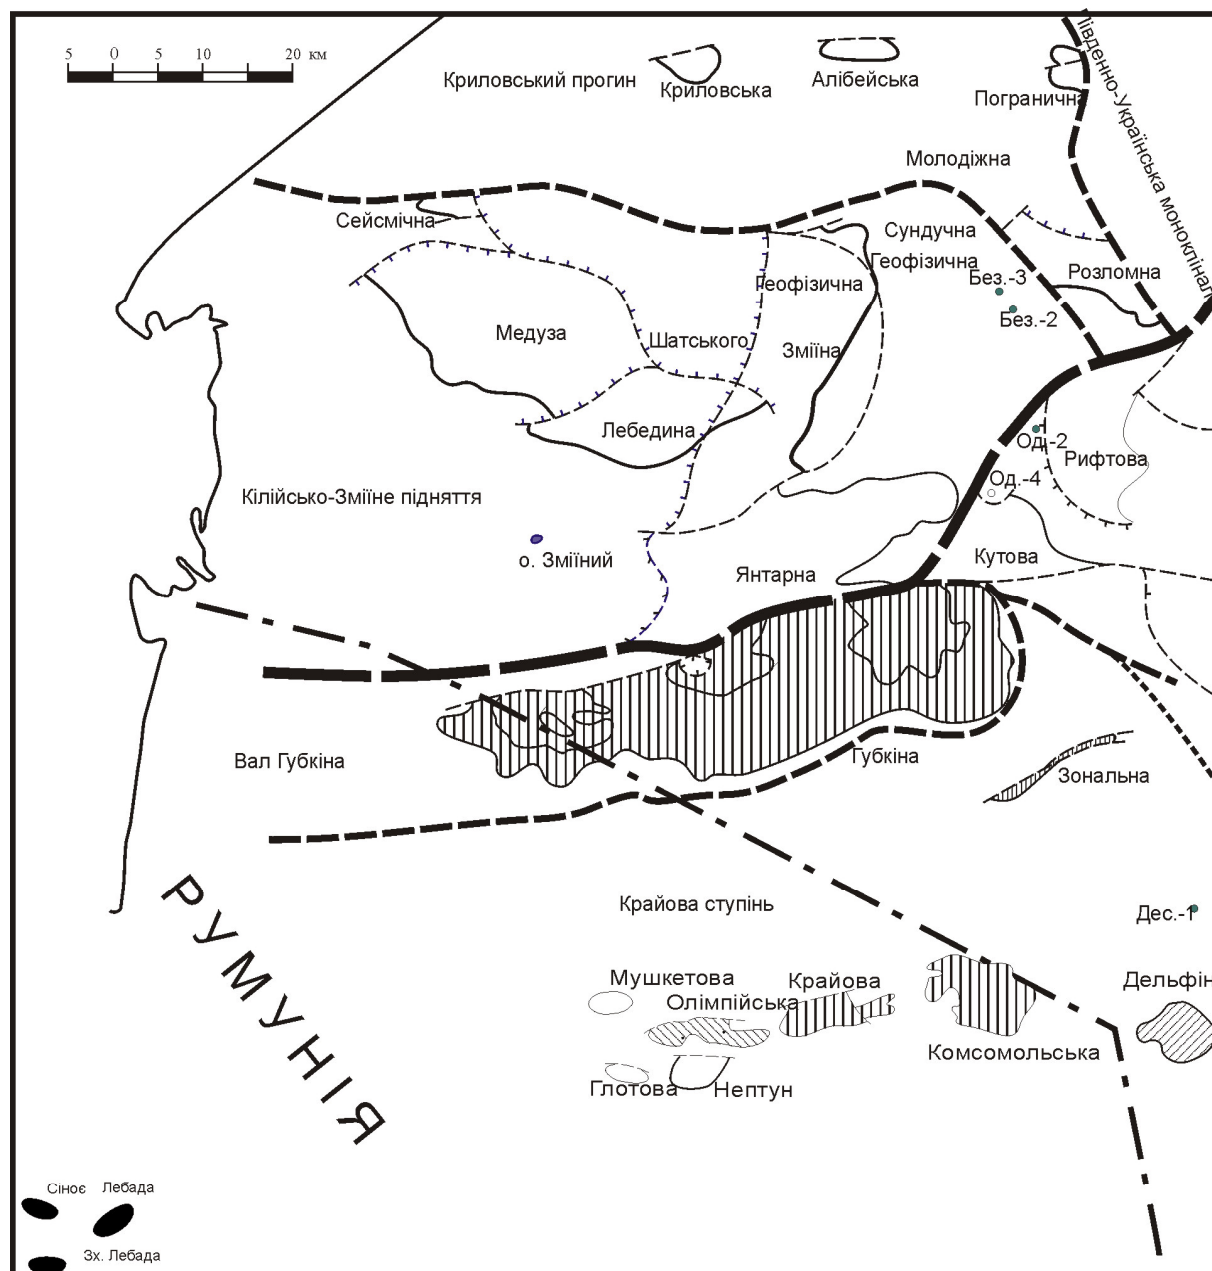 5 0 5 10 20 км
Криловський прогин
Криловська
Алібейська
Погранична
Південно-Українська монокліналь
Молодіжна
Сейсмічна
Сундучна
Геофізична
Геофізична
Без.-3
Розломна
Без.-2
Медуза
Шатського
Зміїна
Лебедина
Од.-2
Рифтова
Од.-4
Кілійсько-Зміїне підняття
о. Зміїний
Янтарна
Кутова
Вал Губкіна
Губкіна
Зональна
РУМУНІЯ
Крайова ступінь
Дес.-1
Мушкетова
Крайова
Дельфін
Олімпійська
Комсомольська
Глотова
Нептун
Сіноє
Лебада
Зх. Лебада